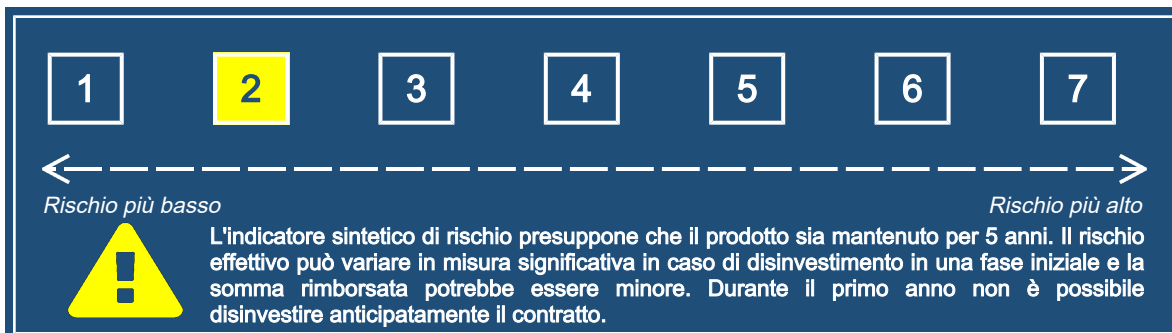 1 2 3 4 5 6 7
Rischio più basso Rischio più alto
L'indicatore sintetico di rischio presuppone che il prodotto sia mantenuto per 5 anni. Il rischio
effettivo può variare in misura significativa in caso di disinvestimento in una fase iniziale e la
somma rimborsata potrebbe essere minore. Durante il primo anno non è possibile
disinvestire anticipatamente il contratto.